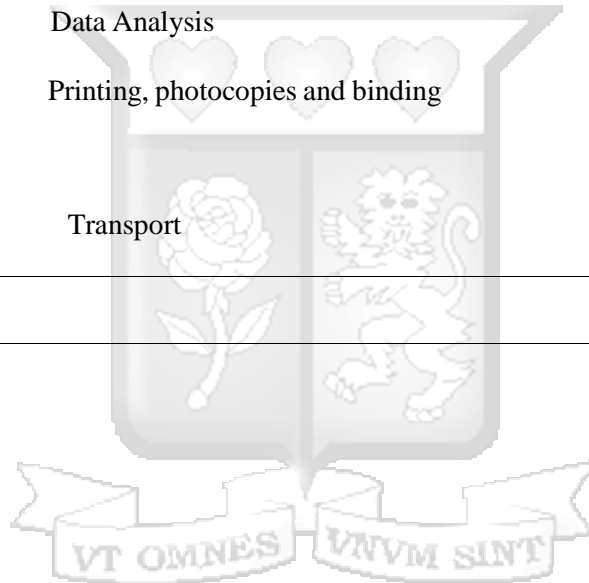 Data Analysis
Printing, photocopies and binding
Transport
VT OMNES VNVM SINT